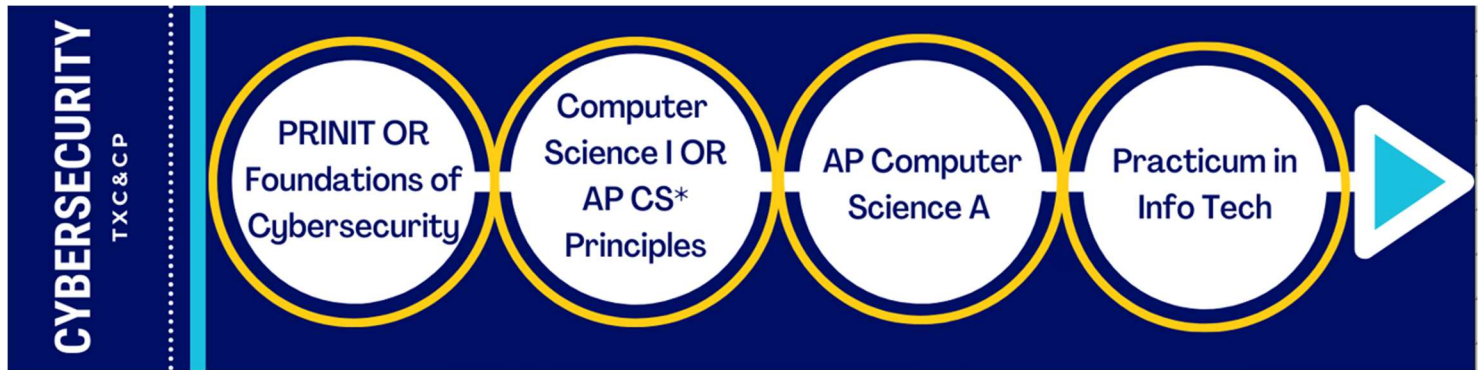 CYBERSECURITY
TXC&CP
PRINIT OR
Foundations of
Cybersecurity
Computer
Science I OR
AP CS*
Principles
AP Computer
Science A
Practicum in
Info Tech